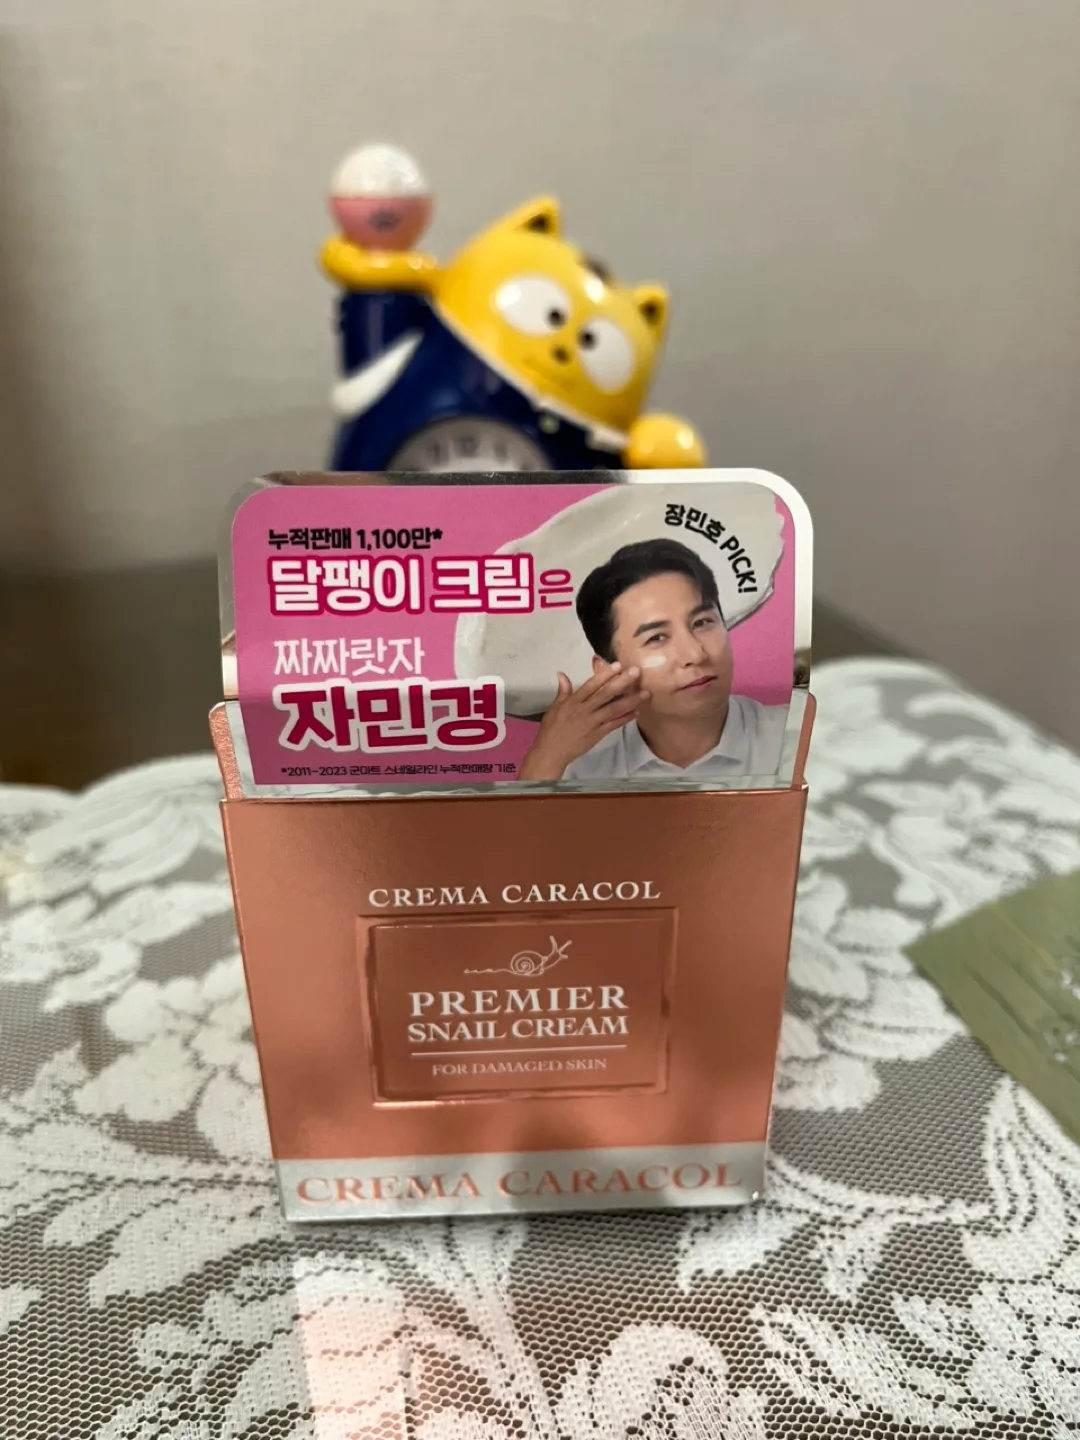 장민호 PICK!
누적판매 1,100만*
달팽이 크림은
짜짜랏자
자민경
*2011~2023 군마트 스네일라인 누적판매량 기준
CREMA CARACOL
PREMIER
SNAIL CREAM
FOR DAMAGED SKIN
CREMA CARACOL